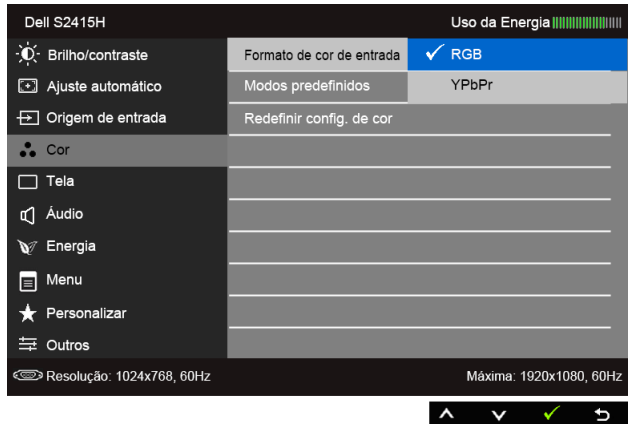 Dell S2415H Uso da Energia
Brilho/contraste Formato de cor de entrada RGB
Ajuste automático Modos predefinidos YPbPr
Origem de entrada Redefinir config. de cor
Cor
Tela
Áudio
Energia
Menu
Personalizar
Outros
Resolução: 1024x768, 60Hz Máxima: 1920x1080, 60Hz